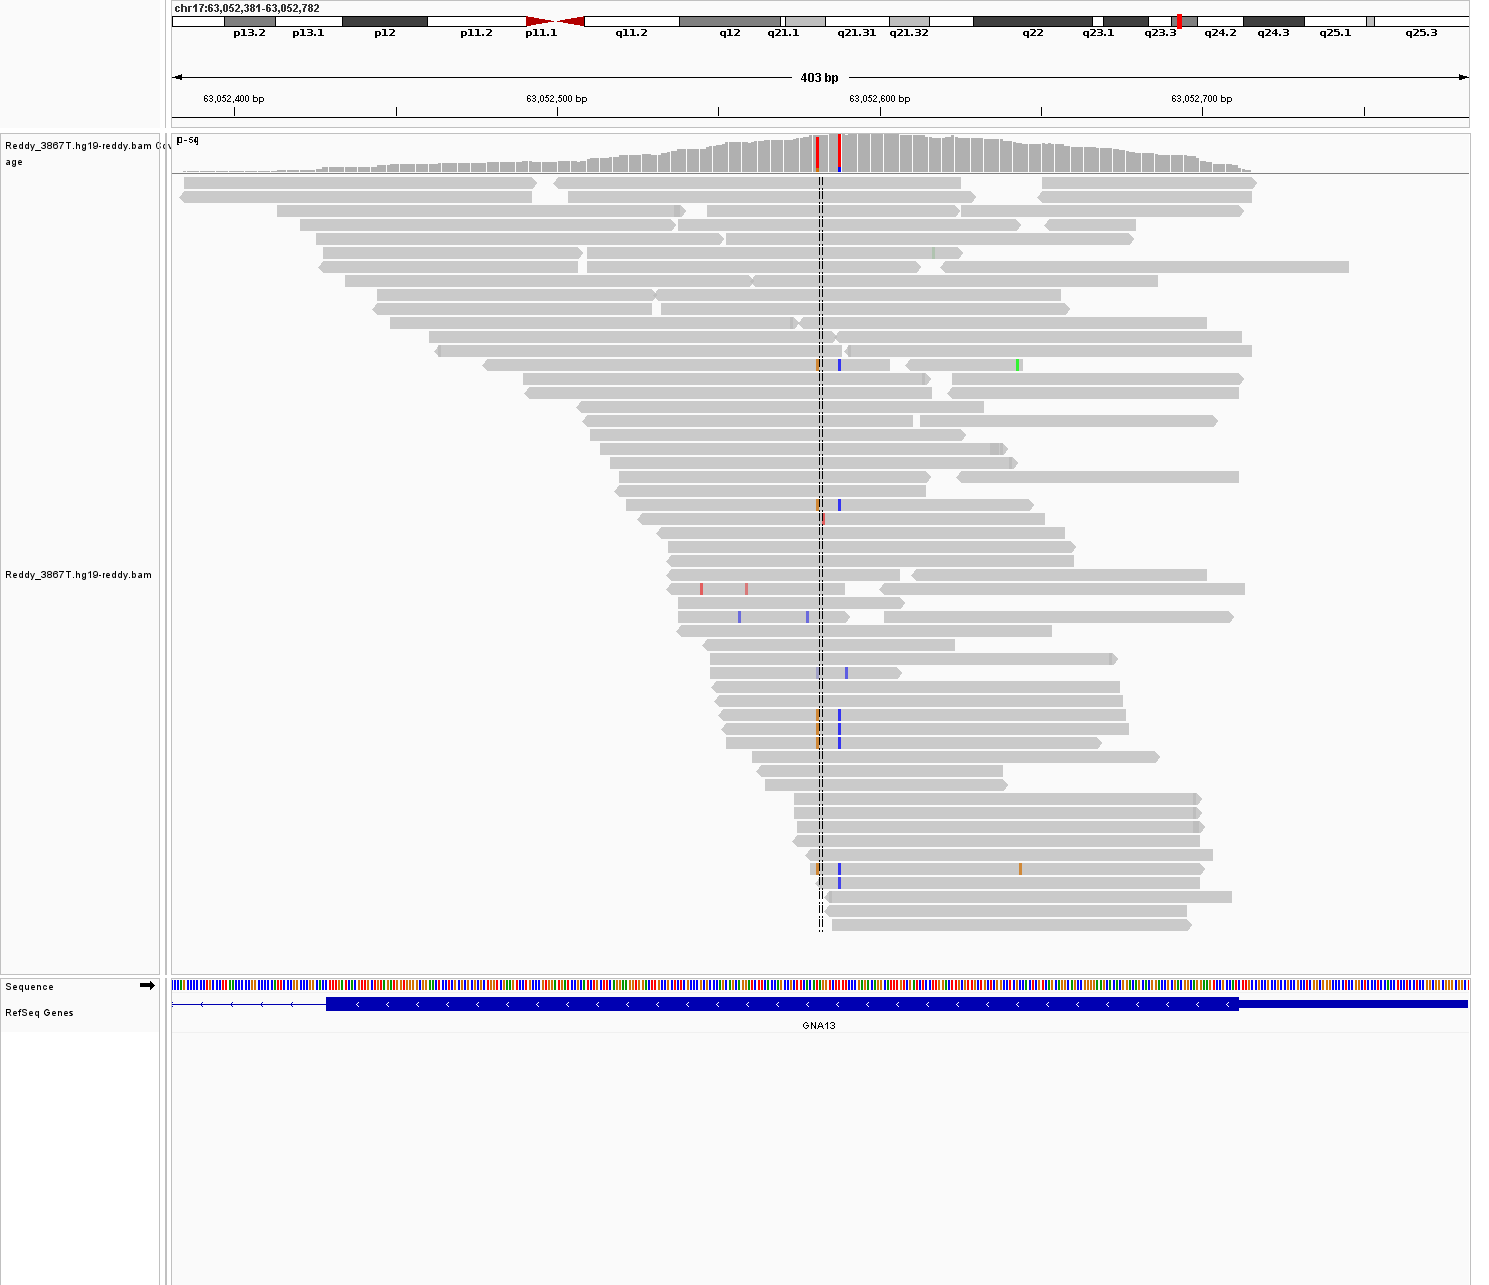 chr17:63,052,381-63,052,782
p13.2 p13.1 p12 p11.2 p11.1 q11.2 q12 q21.1 q21.31 q21.32 q22 q23.1 q23.3 q24.2 q24.3 q25.1 q25.3
403 bp
63,052,400 bp 63,052,500 bp 63,052,600 bp 63,052,700 bp
Reddy_3867T.hg19-reddy.bam Cov
age
Reddy_3867T.hg19-reddy.bam
Sequence
RefSeq Genes
GNA13